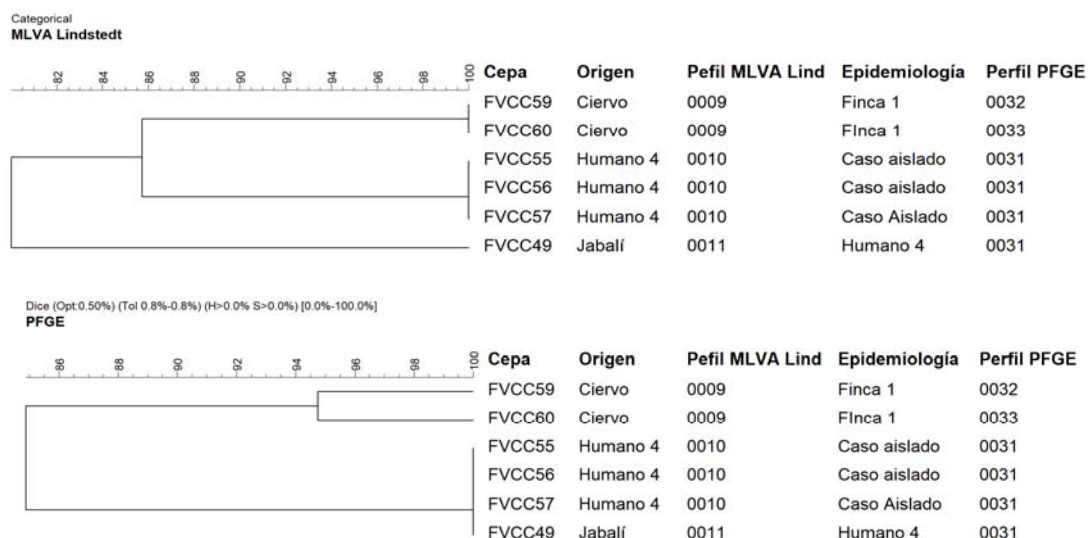 Categorical
MLVA Lindstedt
82 84 86 88 90 92 94 96 98 100
Cepa Origen Pefil MLVA Lind Epidemiología Perfil PFGE
FVCC59 Ciervo 0009 Finca 1 0032
FVCC60 Ciervo 0009 FInca 1 0033
FVCC55 Humano 4 0010 Caso aislado 0031
FVCC56 Humano 4 0010 Caso aislado 0031
FVCC57 Humano 4 0010 Caso Aislado 0031
FVCC49 Jabalí 0011 Humano 4 0031
Dice (Opt:0.50%) (Tol 0.8%-0.8%) (H>0.0% S>0.0%) [0.0%-100.0%]
PFGE
86 88 90 92 94 96 98 100
Cepa Origen Pefil MLVA Lind Epidemiología Perfil PFGE
FVCC59 Ciervo 0009 Finca 1 0032
FVCC60 Ciervo 0009 FInca 1 0033
FVCC55 Humano 4 0010 Caso aislado 0031
FVCC56 Humano 4 0010 Caso aislado 0031
FVCC57 Humano 4 0010 Caso Aislado 0031
FVCC49 Jabalí 0011 Humano 4 0031